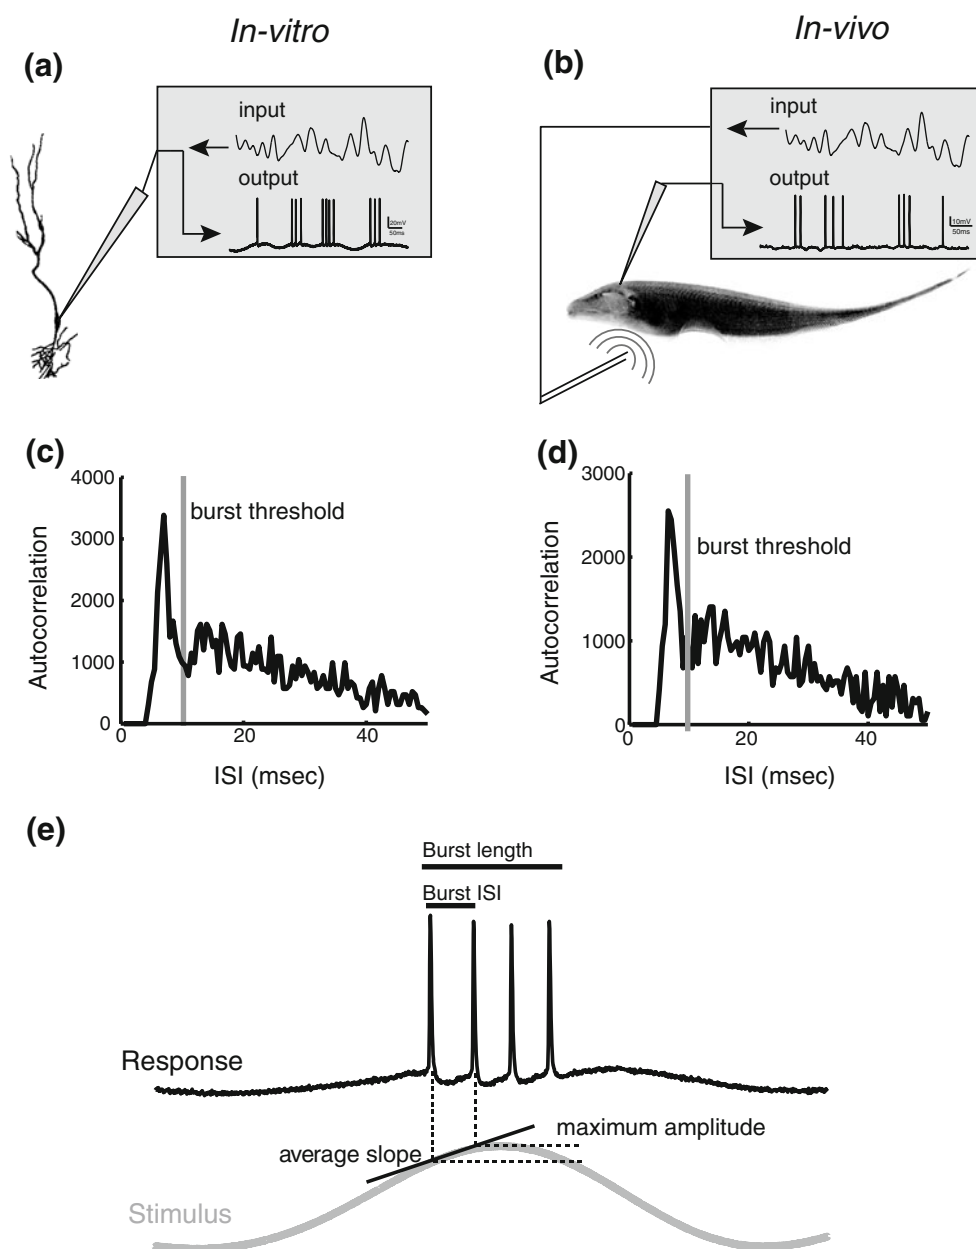 In-vitro
In-vivo
(a)
input
output
20mV
50ms
(b)
input
output
10mV
50ms
(c)
4000
3000
2000
1000
0
Autocorrelation
burst threshold
0
20
40
ISI (msec)
(d)
3000
2000
1000
0
Autocorrelation
burst threshold
0
20
40
ISI (msec)
(e)
Burst length
Burst ISI
Response
maximum amplitude
average slope
Stimulus